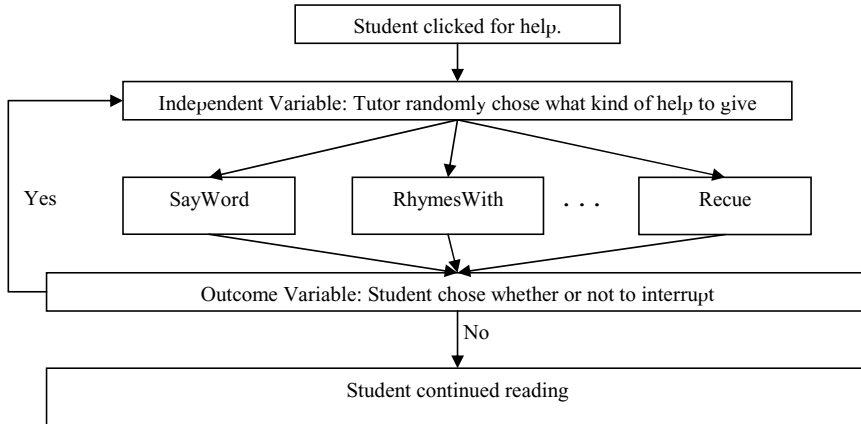 Student clicked for help.
Independent Variable: Tutor randomly chose what kind of help to give
Yes
SayWord
RhymesWith
. . .
Recue
Outcome Variable: Student chose whether or not to interrupt
No
Student continued reading